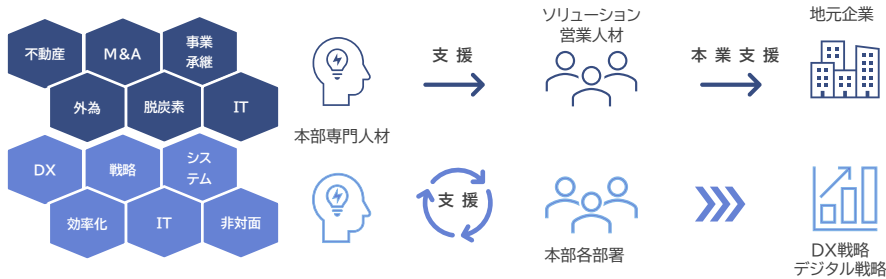 不動産
M&A
事業
承継
外為
脱炭素
IT
DX
戦略
シス
テム
効率化
IT
非対面
本部専門人材
支援
ソリューション
営業人材
本業支援
地元企業
支援
本部各部署
DX戦略
デジタル戦略